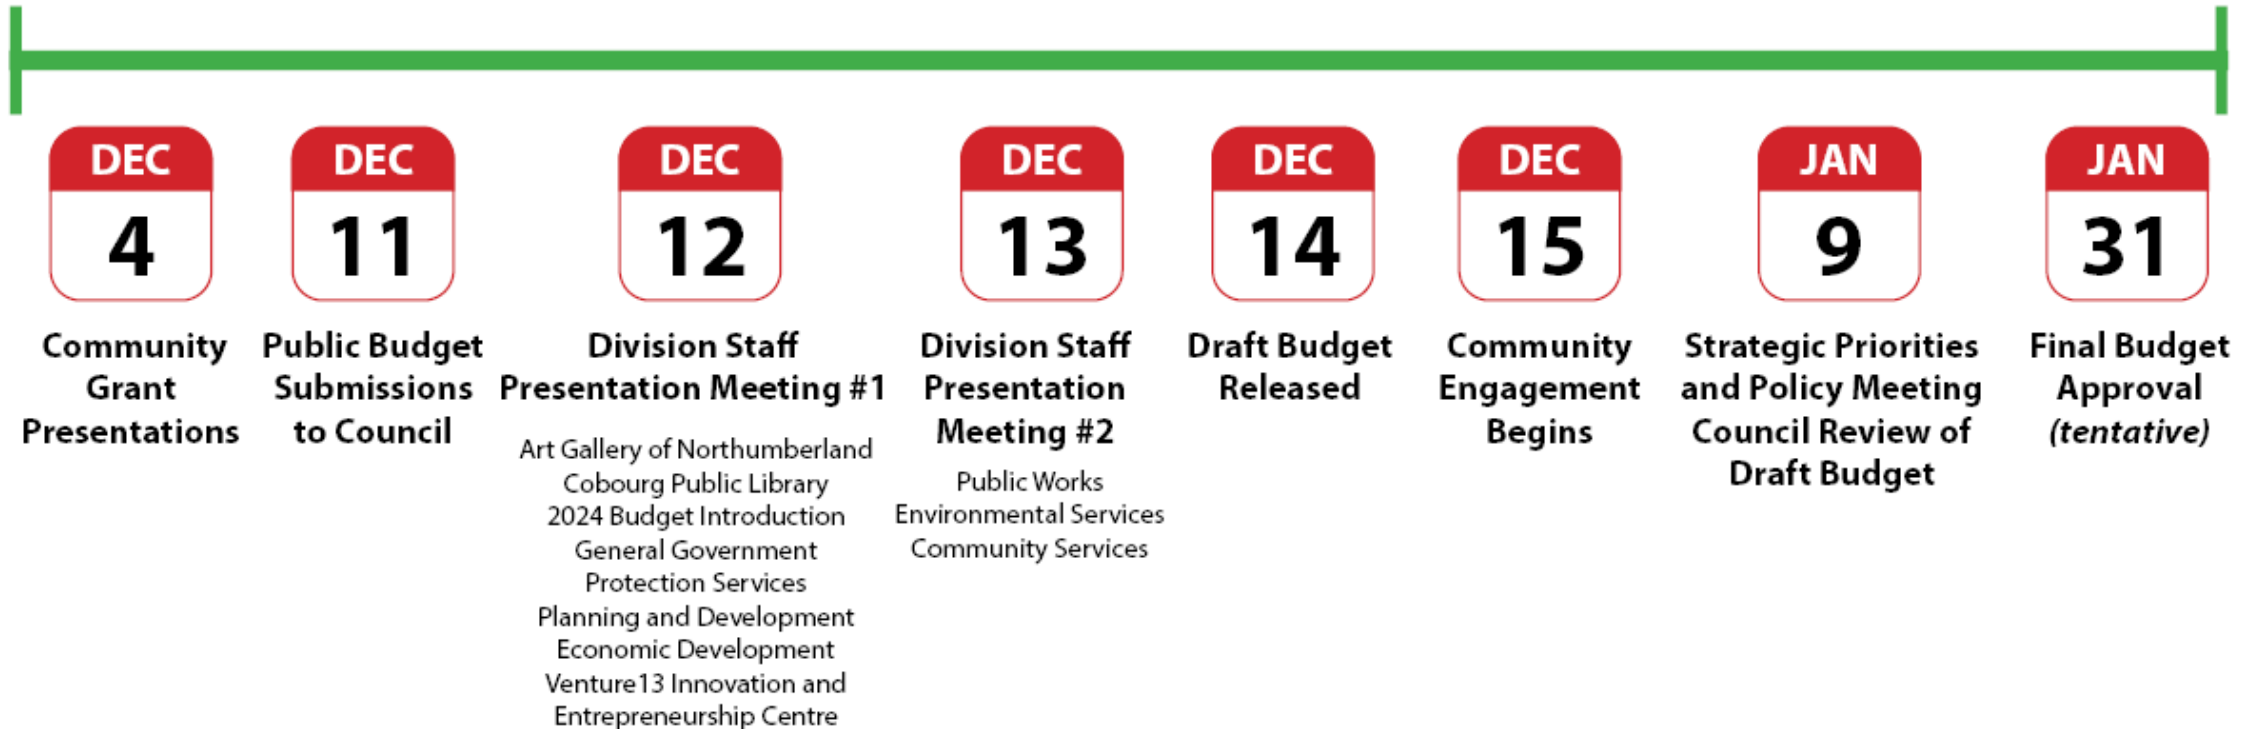 DEC
4
Community
Grant
Presentations
DEC
11
Public Budget
Submissions
to Council
DEC
12
Division Staff
Presentation Meeting #1
Art Gallery of Northumberland
Cobourg Public Library
2024 Budget Introduction
General Government
Protection Services
Planning and Development
Economic Development
Venture13 Innovation and
Entrepreneurship Centre
DEC
13
Division Staff
Presentation
Meeting #2
Public Works
Environmental Services
Community Services
DEC
14
Draft Budget
Released
DEC
15
Community
Engagement
Begins
JAN
9
Strategic Priorities
and Policy Meeting
Council Review of
Draft Budget
JAN
31
Final Budget
Approval
(tentative)